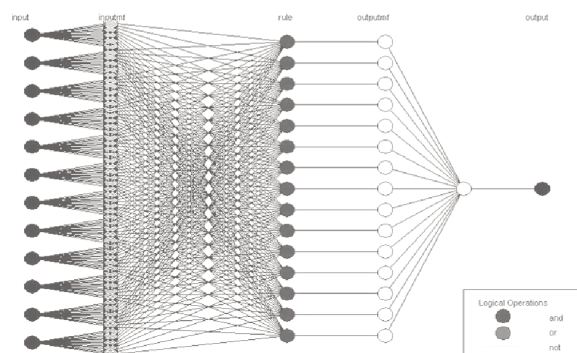 input inputmf rule outputmf output
Logical Operations
and
or
not